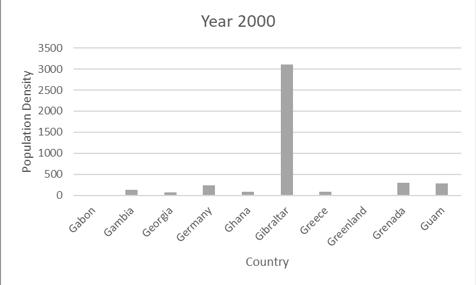 Year 2000
Population Density
3500
3000
2500
2000
1500
1000
500
0
Gabon
Gambia
Georgia
Germany
Ghana
Gibraltar
Greece
Greenland
Grenada
Guam
Country